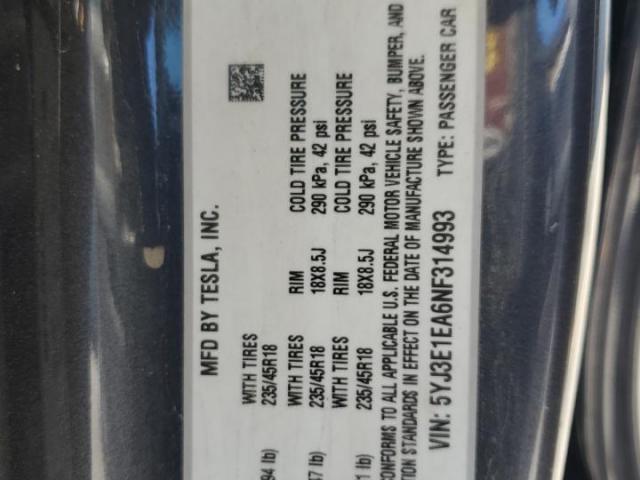 MFD BY TESLA, INC.
WITH TIRES
235/45R18
WITH TIRES RIM COLD TIRE PRESSURE
235/45R18 18X8.5J 290 kPa, 42 psi
WITH TIRES RIM COLD TIRE PRESSURE
235/45R18 18X8.5J 290 kPa, 42 psi
lb)
lb)
lb)
CONFORMS TO ALL APPLICABLE U.S. FEDERAL MOTOR VEHICLE SAFETY, BUMPER, AND
STANDARDS IN EFFECT ON THE DATE OF MANUFACTURE SHOWN ABOVE.
VIN: 5YJ3E1EA6NF314993 TYPE: PASSENGER CAR